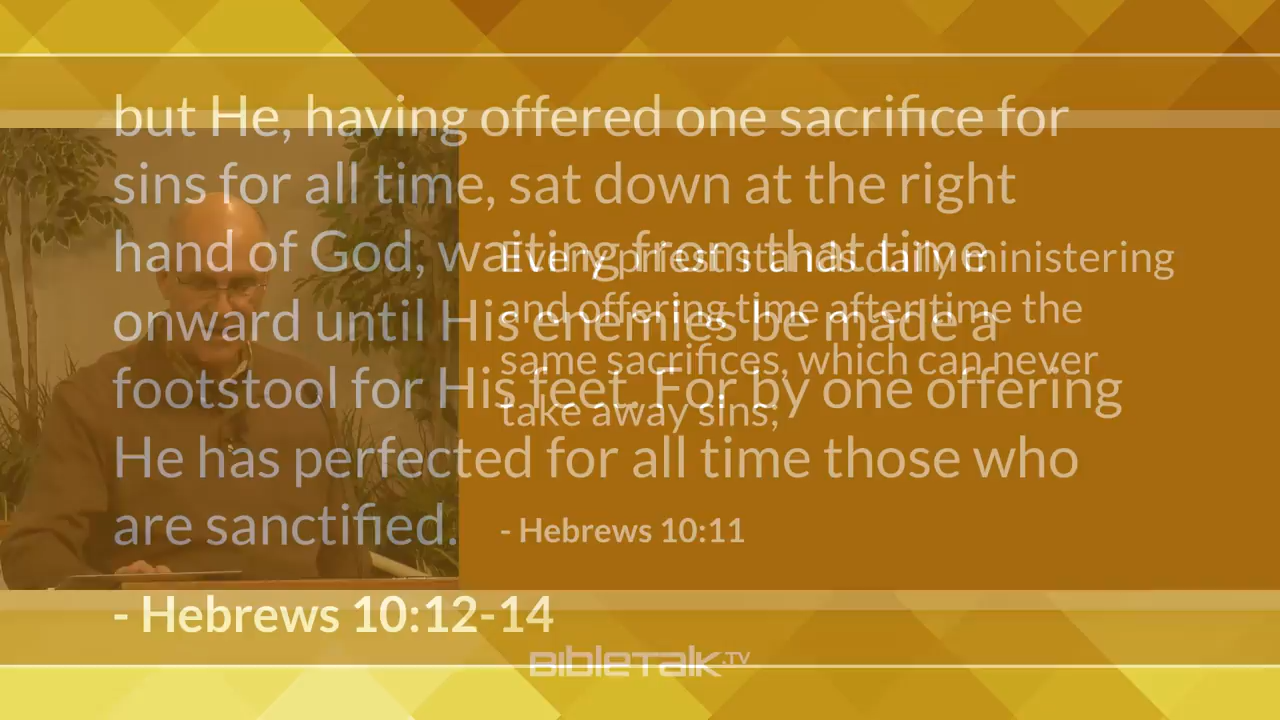 but He, having offered one sacrifice for
sins for all time, sat down at the right
hand of God, waiting from that time
onward until His enemies be made a
footstool for His feet. For by one offering
He has perfected for all time those who
are sanctified.
- Hebrews 10:12-14
Every priest stands daily ministering
and offering time after time the
same sacrifices, which can never
take away sins;
- Hebrews 10:11
BIBLETALK.TV